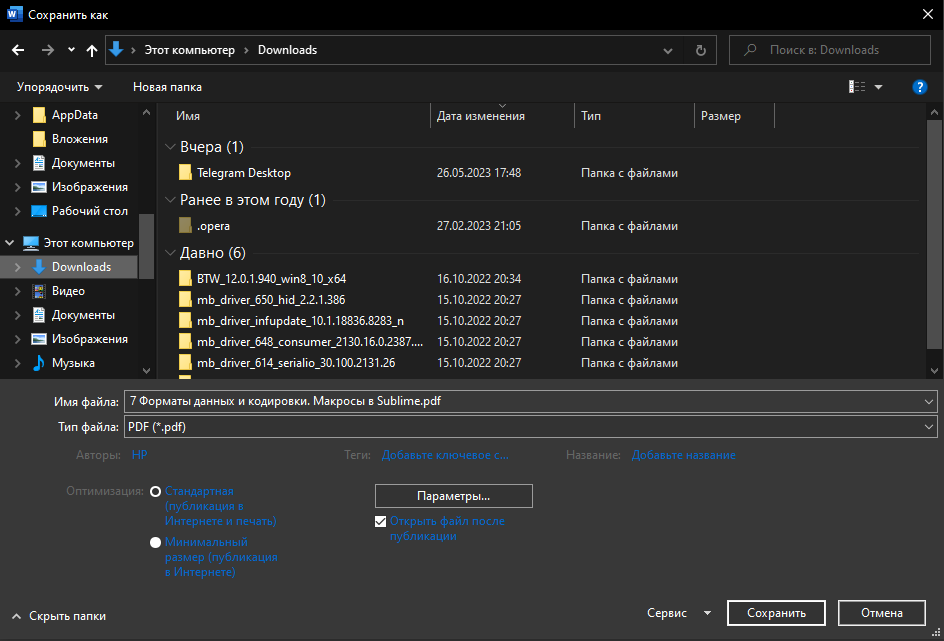 Сохранить как
Этот компьютер > Downloads
Поиск в: Downloads
Упорядочить
Новая папка
?
AppData
Вложения
Документы
Изображения
Рабочий стол
Этот компьютер
Downloads
Видео
Документы
Изображения
Музыка
Имя Дата изменения Тип Размер
Вчера (1)
Telegram Desktop 26.05.2023 17:48 Папка с файлами
Ранее в этом году (1)
.opera 27.02.2023 21:05 Папка с файлами
Давно (6)
BTW_12.0.1.940_win8_10_x64 16.10.2022 20:34 Папка с файлами
mb_driver_650_hid_2.2.1.386 15.10.2022 20:27 Папка с файлами
mb_driver_infupdate_10.1.18836.8283_n 15.10.2022 20:27 Папка с файлами
mb_driver_648_consumer_2130.16.0.2387.... 15.10.2022 20:27 Папка с файлами
mb_driver_614_serialio_30.100.2131.26 15.10.2022 20:27 Папка с файлами
Имя файла: 7 Форматы данных и кодировки. Макросы в Sublime.pdf
Тип файла: PDF (*.pdf)
Авторы: HP
Теги: Добавьте ключевое с...
Название: Добавьте название
Оптимизация:
Стандартная
(публикация в
Интернете и печать)
Минимальный
размер (публикация
в Интернете)
Параметры...
Открыть файл после
публикации
Скрыть папки
Сервис
Сохранить
Отмена